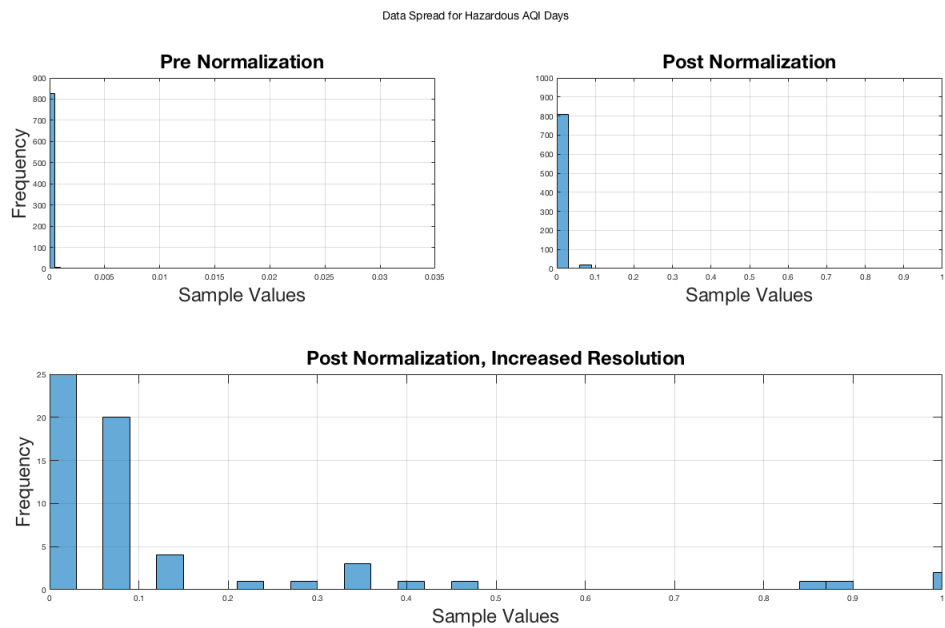 Data Spread for Hazardous AQI Days
Pre Normalization
900
800
700
600
500
400
300
200
100
0
Frequency
0 0.005 0.01 0.015 0.02 0.025 0.03 0.035
Sample Values
Post Normalization
1000
900
800
700
600
500
400
300
200
100
0
0 0.1 0.2 0.3 0.4 0.5 0.6 0.7 0.8 0.9 1
Sample Values
Post Normalization, Increased Resolution
25
20
15
10
5
0
Frequency
0 0.1 0.2 0.3 0.4 0.5 0.6 0.7 0.8 0.9 1
Sample Values